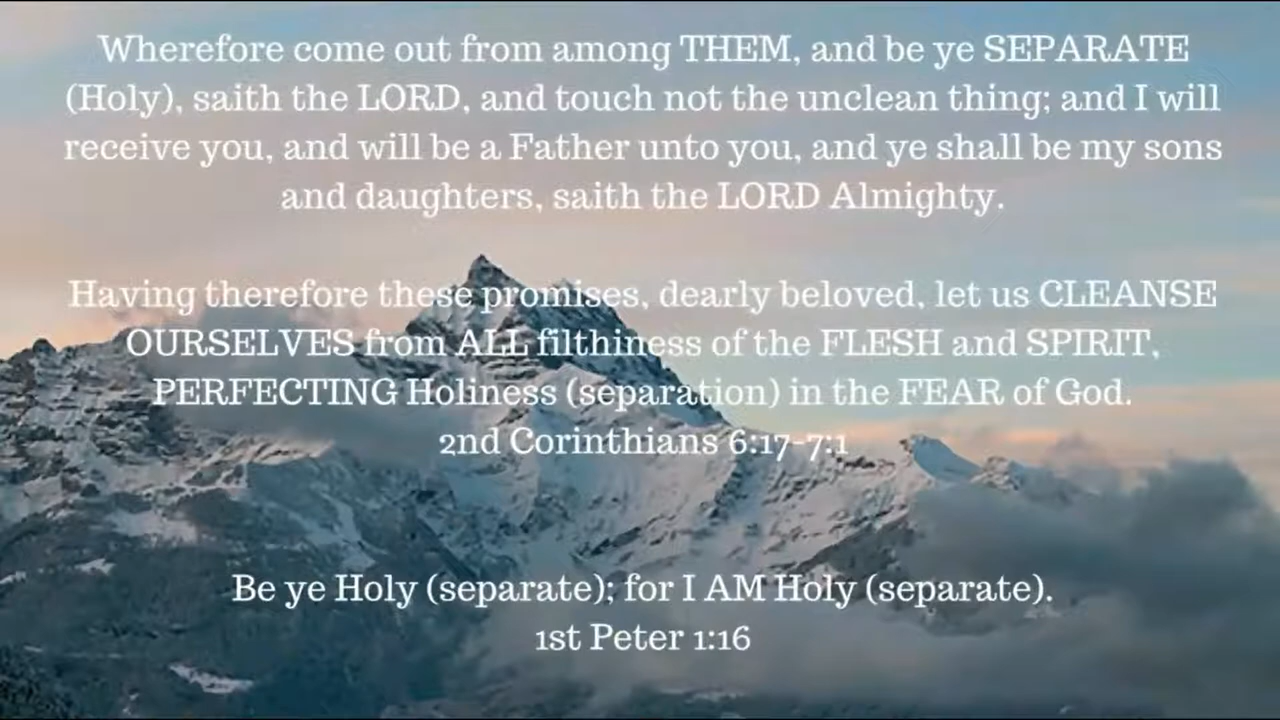 Wherefore come out from among THEM, and be ye SEPARATE
(Holy), saith the LORD, and touch not the unclean thing; and I will
receive you, and will be a Father unto you, and ye shall be my sons
and daughters, saith the LORD Almighty.
Having therefore these promises, dearly beloved, let us CLEANSE
OURSELVES from ALL filthiness of the FLESH and SPIRIT,
PERFECTING Holiness (separation) in the FEAR of God.
2nd Corinthians 6:17-7:1
Be ye Holy (separate); for I AM Holy (separate).
1st Peter 1:16